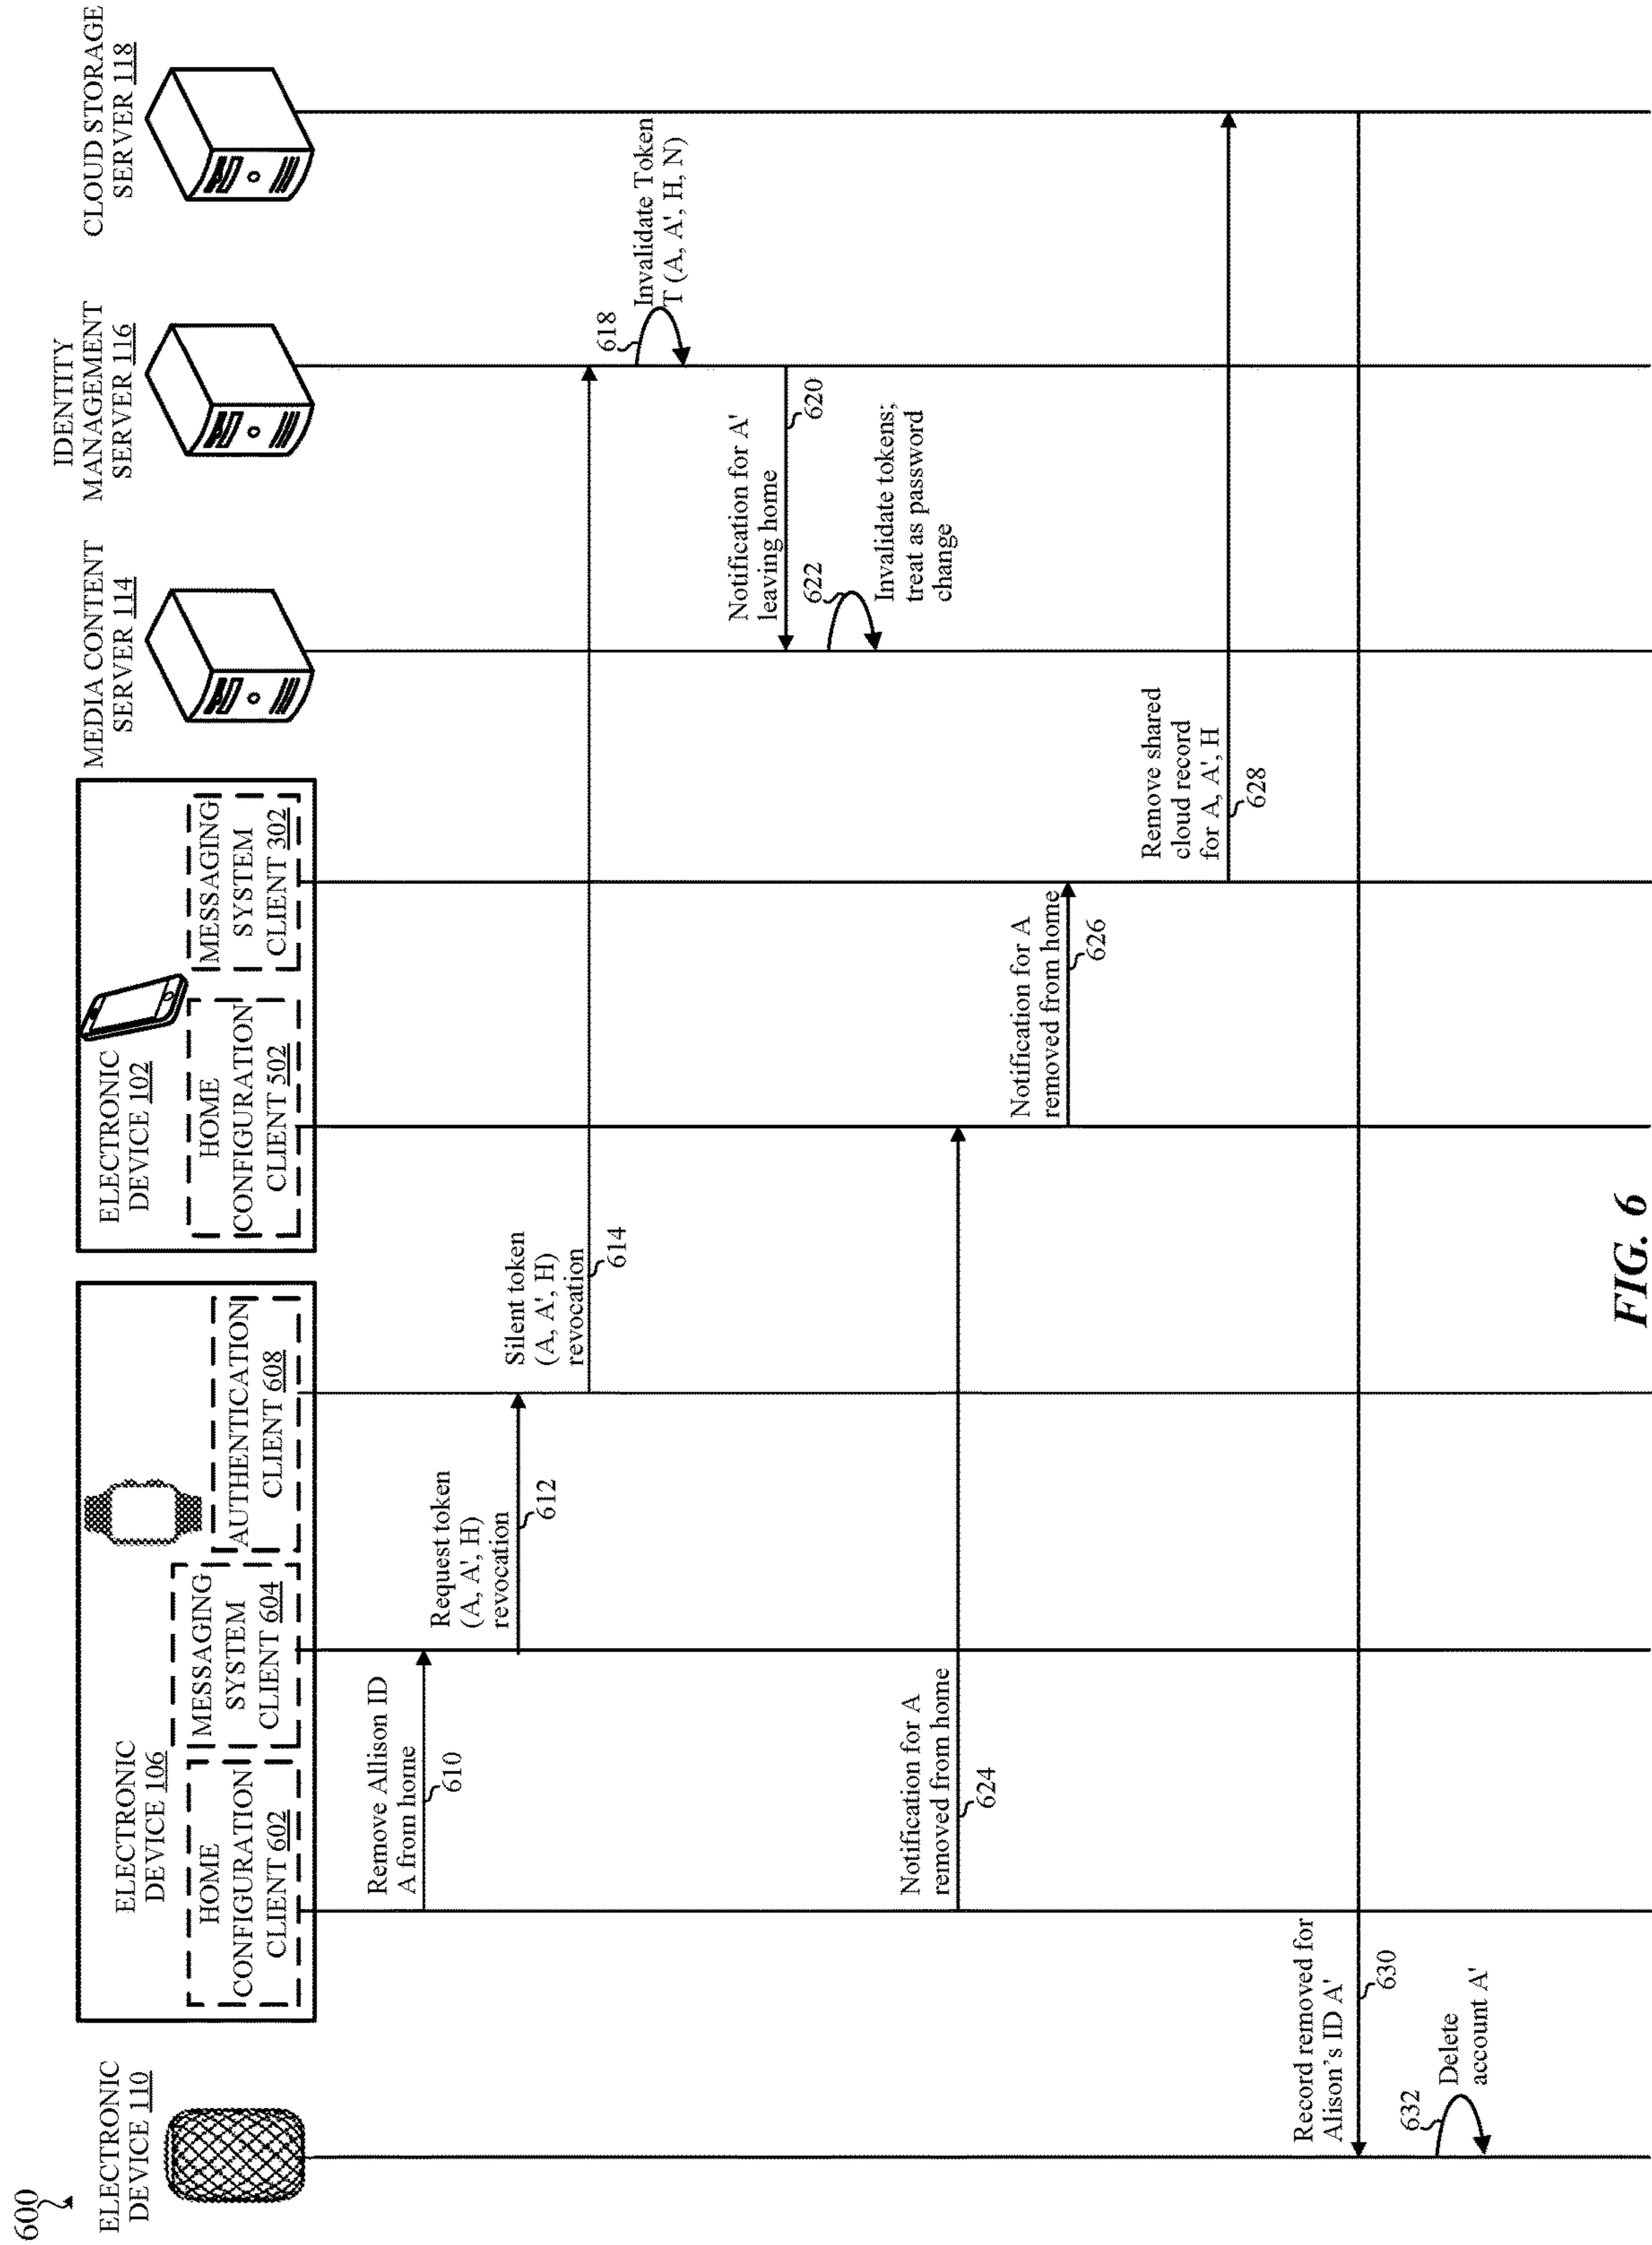 600
ELECTRONIC
DEVICE 110
ELECTRONIC
DEVICE 106
HOME
CONFIGURATION
CLIENT 602
MESSAGING
SYSTEM
CLIENT 604
AUTHENTICATION
CLIENT 608
ELECTRONIC
DEVICE 102
HOME
CONFIGURATION
CLIENT 502
MESSAGING
SYSTEM
CLIENT 302
MEDIA CONTENT
SERVER 114
IDENTITY
MANAGEMENT
SERVER 116
CLOUD STORAGE
SERVER 118
Remove Allison ID
A from home
610
Request token
(A, A', H)
revocation
612
Silent token
(A, A', H)
revocation
614
618
Invalidate Token
T (A, A', H, N)
Notification for A'
leaving home
620
622
Invalidate tokens;
treat as password
change
Notification for A
removed from home
624
Notification for A
removed from home
626
Remove shared
cloud record
for A, A', H
628
Record removed for
Alison's ID A'
630
632
Delete
account A'
FIG. 6